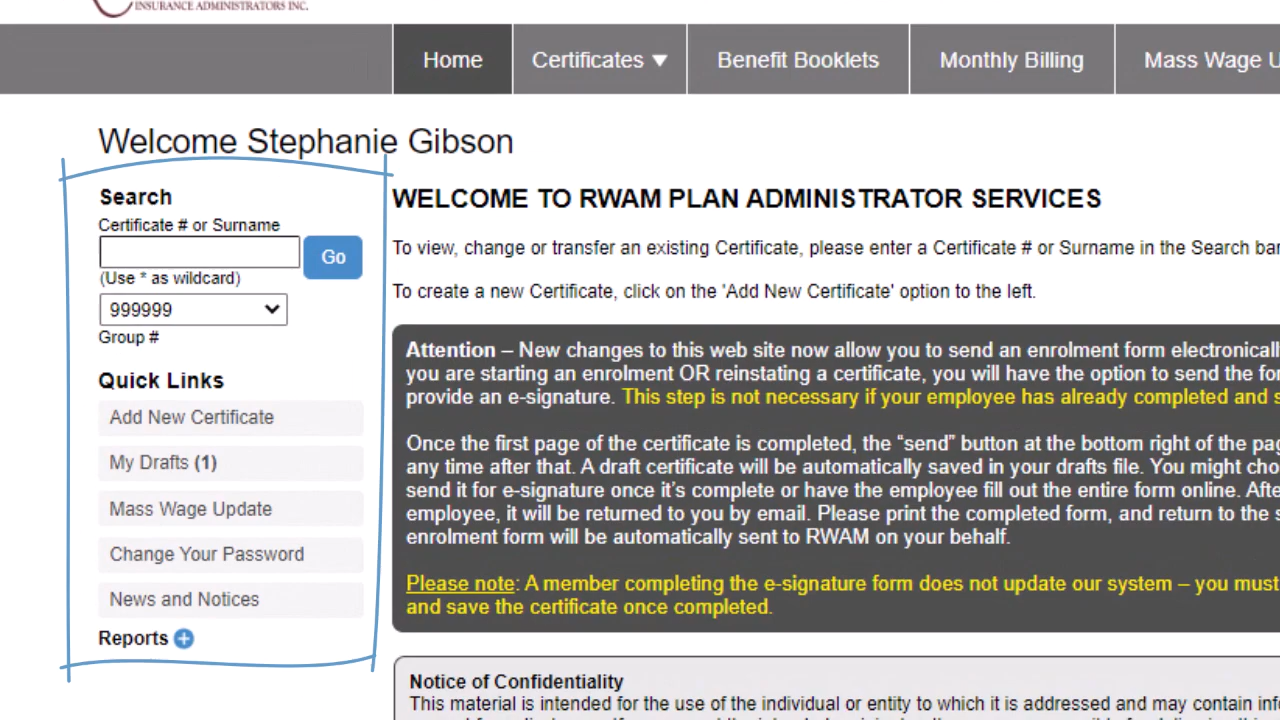 INSURANCE ADMINISTRATORS INC.
Home
Certificates ▼
Benefit Booklets
Monthly Billing
Mass Wage
Welcome Stephanie Gibson
Search
Certificate # or Surname
Go
(Use * as wildcard)
999999
Group #
Quick Links
Add New Certificate
My Drafts (1)
Mass Wage Update
Change Your Password
News and Notices
Reports
WELCOME TO RWAM PLAN ADMINISTRATOR SERVICES
To view, change or transfer an existing Certificate, please enter a Certificate # or Surname in the Search
To create a new Certificate, click on the 'Add New Certificate' option to the left.
Attention – New changes to this web site now allow you to send an enrolment form
you are starting an enrolment OR reinstating a certificate, you will have the option to send the
provide an e-signature. This step is not necessary if your employee has already completed and
Once the first page of the certificate is completed, the “send” button at the bottom right of the
any time after that. A draft certificate will be automatically saved in your drafts file. You might
send it for e-signature once it’s complete or have the employee fill out the entire form online.
employee, it will be returned to you by email. Please print the completed form, and return to the
enrolment form will be automatically sent to RWAM on your behalf.
Please note: A member completing the e-signature form does not update our system – you must
and save the certificate once completed.
Notice of Confidentiality
This material is intended for the use of the individual or entity to which it is addressed and may contain